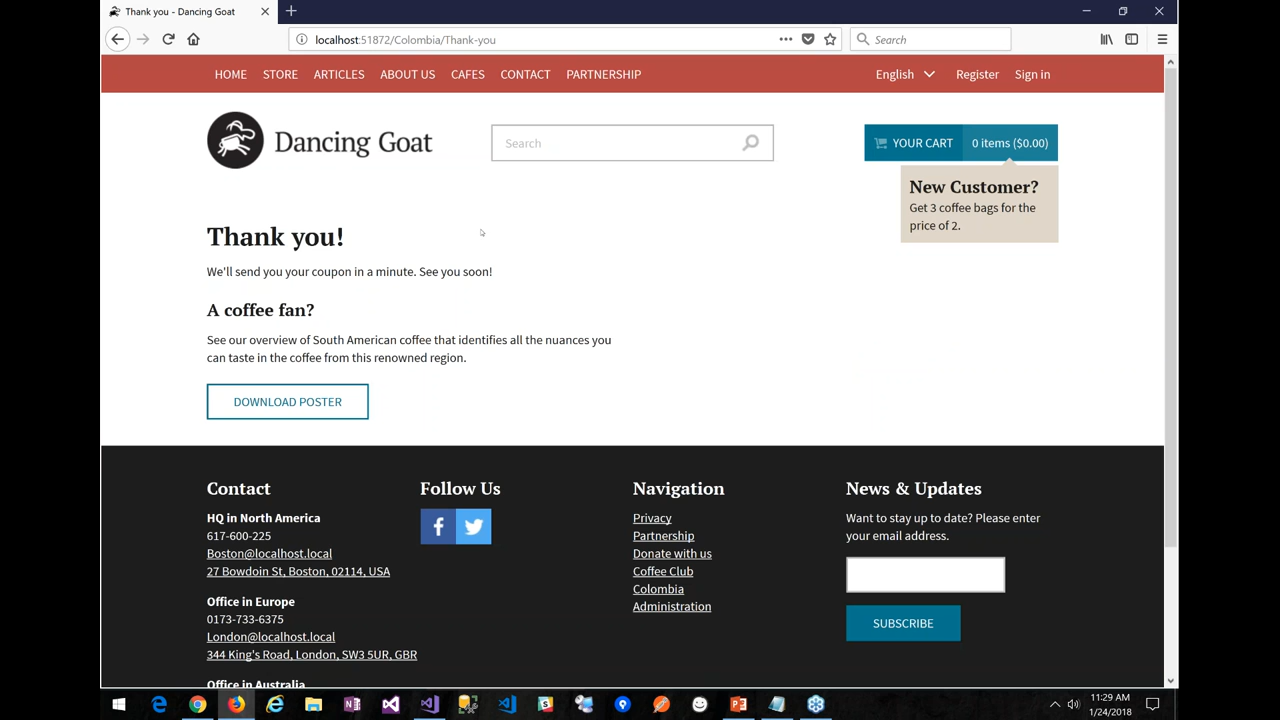 Thank you - Dancing Goat
localhost:51872/Colombia/Thank-you
Search
HOME STORE ARTICLES ABOUT US CAFES CONTACT PARTNERSHIP
English Register Sign in
Dancing Goat
Search
YOUR CART 0 items ($0.00)
New Customer?
Get 3 coffee bags for the
price of 2.
Thank you!
We'll send you your coupon in a minute. See you soon!
A coffee fan?
See our overview of South American coffee that identifies all the nuances you
can taste in the coffee from this renowned region.
DOWNLOAD POSTER
Contact
HQ in North America
617-600-225
Boston@localhost.local
27 Bowdoin St, Boston, 02114, USA
Office in Europe
0173-733-6375
London@localhost.local
344 King's Road, London, SW3 5UR, GBR
Office in Australia
Follow Us
Navigation
Privacy
Partnership
Donate with us
Coffee Club
Colombia
Administration
News & Updates
Want to stay up to date? Please enter
your email address.
SUBSCRIBE
11:29 AM
1/24/2018